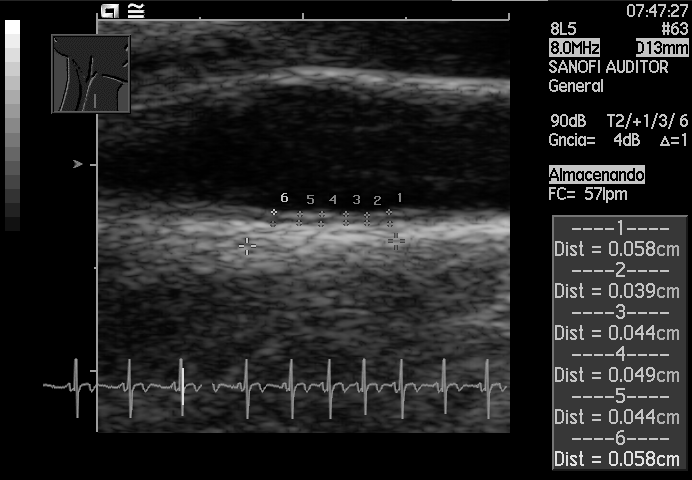 07:47:27
8L5 #63
8.0MHz D13mm
SANOFI AUDITOR
General
90dB T2/+1/3/ 6
Gncia= 4dB Δ=1
Almacenando
FC= 57lpm
6 5 4 3 2 1
----1----
Dist = 0.058cm
----2----
Dist = 0.039cm
----3----
Dist = 0.044cm
----4----
Dist = 0.049cm
----5----
Dist = 0.044cm
----6----
Dist = 0.058cm